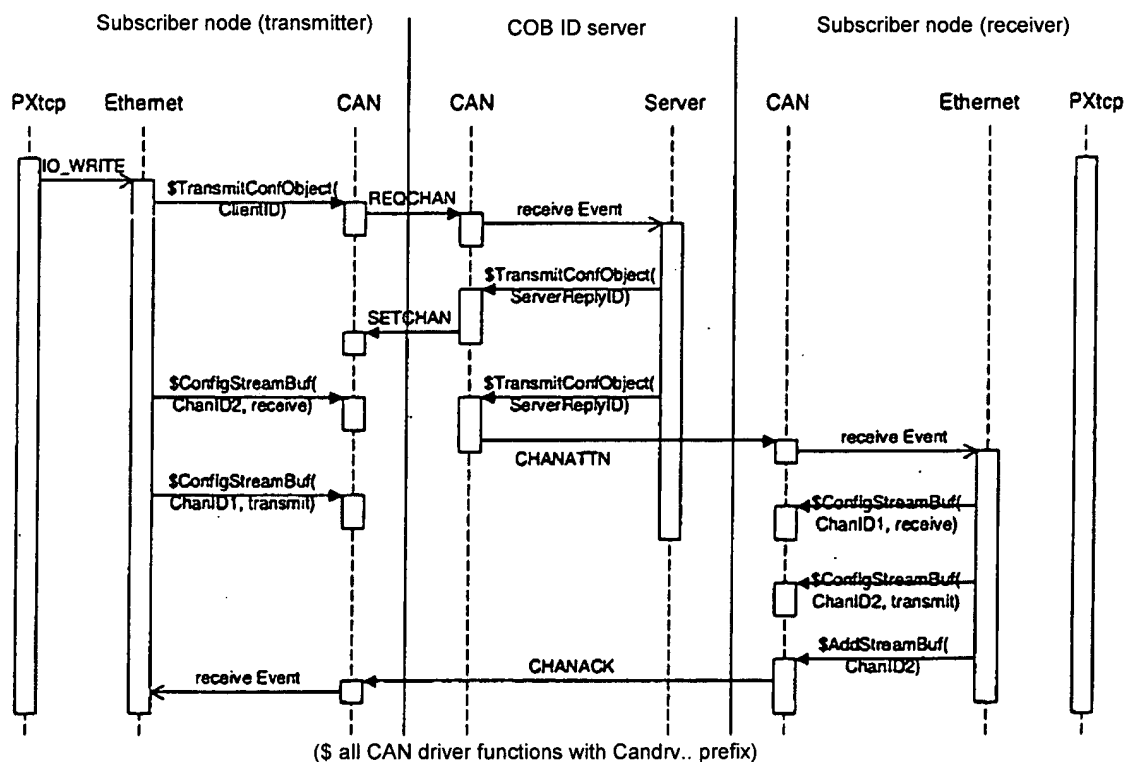 Subscriber node (transmitter)
COB ID server
Subscriber node (receiver)
PXtcp
Ethernet
CAN
CAN
Server
CAN
Ethernet
PXtcp
IO_WRITE
$TransmitConfObject(
ClientID)
REQCHAN
receive Event
$TransmitConfObject(
ServerReplyID)
SETCHAN
$ConfigStreamBuf(
ChanID2, receive)
$TransmitConfObject(
ServerReplyID)
CHANATTN
receive Event
$ConfigStreamBuf(
ChanID1, transmit)
$ConfigStreamBuf(
ChanID1, receive)
$ConfigStreamBuf(
ChanID2, transmit)
$AddStreamBuf(
ChanID2)
CHANACK
receive Event
($ all CAN driver functions with Candrv.. prefix)